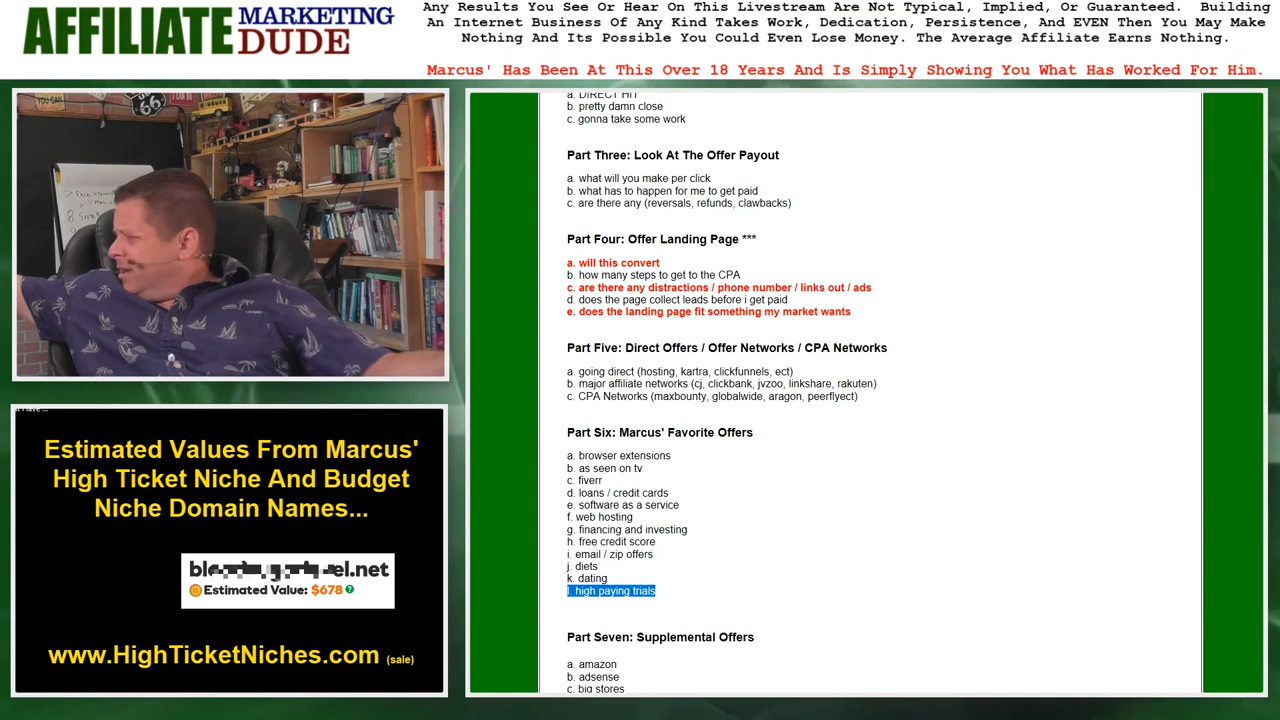 AFFILIATE
MARKETING
DUDE
Any Results You See Or Hear On This Livestream Are Not Typical, Implied, Or Guaranteed. Building
An Internet Business Of Any Kind Takes Work, Dedication, Persistence, And EVEN Then You May Make
Nothing And Its Possible You Could Even Lose Money. The Average Affiliate Earns Nothing.
Marcus' Has Been At This Over 18 Years And Is Simply Showing You What Has Worked For Him.
YOU CAN
66
Estimated Values From Marcus'
High Ticket Niche And Budget
Niche Domain Names...
el.net
Estimated Value: $678
www.HighTicketNiches.com (sale)
a. DIRECT HIT
b. pretty damn close
c. gonna take some work
Part Three: Look At The Offer Payout
a. what will you make per click
b. what has to happen for me to get paid
c. are there any (reversals, refunds, clawbacks)
Part Four: Offer Landing Page ***
a. will this convert
b. how many steps to get to the CPA
c. are there any distractions / phone number / links out / ads
d. does the page collect leads before i get paid
e. does the landing page fit something my market wants
Part Five: Direct Offers / Offer Networks / CPA Networks
a. going direct (hosting, kartra, clickfunnels, ect)
b. major affiliate networks (cj, clickbank, jvzoo, linkshare, rakuten)
c. CPA Networks (maxbounty, globalwide, aragon, peerflyect)
Part Six: Marcus' Favorite Offers
a. browser extensions
b. as seen on tv
c. fiverr
d. loans / credit cards
e. software as a service
f. web hosting
g. financing and investing
h. free credit score
i. email / zip offers
j. diets
k. dating
l. high paying trials
Part Seven: Supplemental Offers
a. amazon
b. adsense
c. big stores